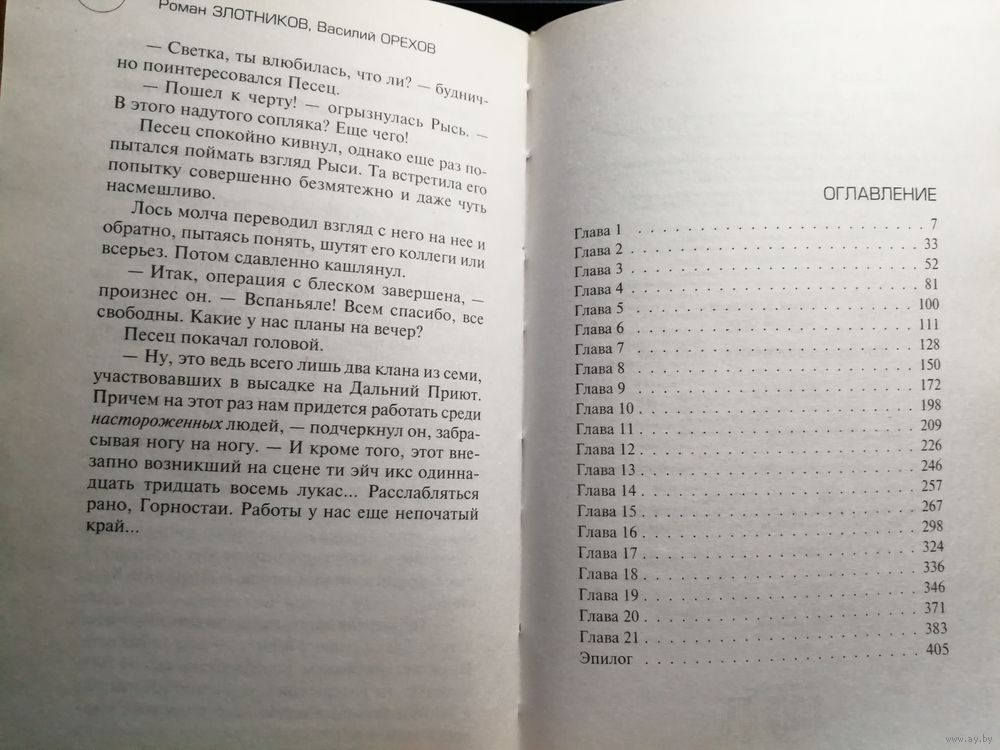 Роман ЗЛОТНИКОВ, Василий ОРЕХОВ
— Светка, ты влюбилась, что ли? — буднич-
но поинтересовался Песец.
— Пошел к черту! — огрызнулась Рысь. —
В этого надутого сопляка? Еще чего!
Песец спокойно кивнул, однако еще раз по-
пытался поймать взгляд Рыси. Та встретила его
попытку совершенно безмятежно и даже чуть
насмешливо.
Лось молча переводил взгляд с него на нее и
обратно, пытаясь понять, шутят его коллеги или
всерьез. Потом сдавленно кашлянул.
— Итак, операция с блеском завершена, —
произнес он. — Вспаньяле! Всем спасибо, все
свободны. Какие у нас планы на вечер?
Песец покачал головой.
— Ну, это ведь всего лишь два клана из семи,
участвовавших в высадке на Дальний Приют.
Причем на этот раз нам придется работать среди
настороженных людей, — подчеркнул он, забра-
сывая ногу на ногу. — И кроме того, этот вне-
запно возникший на сцене ти эйч икс одинна-
дцать тридцать восемь лукас... Расслабляться
рано, Горностаи. Работы у нас еще непочатый
край...
ОГЛАВЛЕНИЕ
Глава 1 . . . . . . . . . . 7
Глава 2 . . . . . . . . . . 33
Глава 3 . . . . . . . . . . 52
Глава 4 . . . . . . . . . . 81
Глава 5 . . . . . . . . . . 100
Глава 6 . . . . . . . . . . 111
Глава 7 . . . . . . . . . . 128
Глава 8 . . . . . . . . . . 150
Глава 9 . . . . . . . . . . 172
Глава 10 . . . . . . . . . . 198
Глава 11 . . . . . . . . . . 209
Глава 12 . . . . . . . . . . 226
Глава 13 . . . . . . . . . . 246
Глава 14 . . . . . . . . . . 257
Глава 15 . . . . . . . . . . 267
Глава 16 . . . . . . . . . . 298
Глава 17 . . . . . . . . . . 324
Глава 18 . . . . . . . . . . 336
Глава 19 . . . . . . . . . . 346
Глава 20 . . . . . . . . . . 371
Глава 21 . . . . . . . . . . 383
Эпилог . . . . . . . . . . 405
www.ay.by